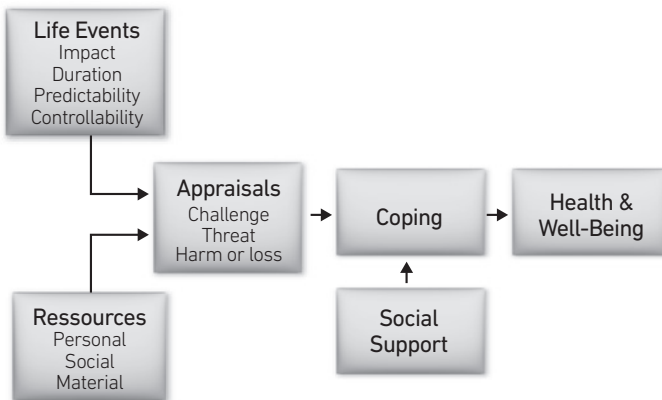 Life Events
Impact
Duration
Predictability
Controllability
Appraisals
Challenge
Threat
Harm or loss
Coping
Health &
Well-Being
Ressources
Personal
Social
Material
Social
Support